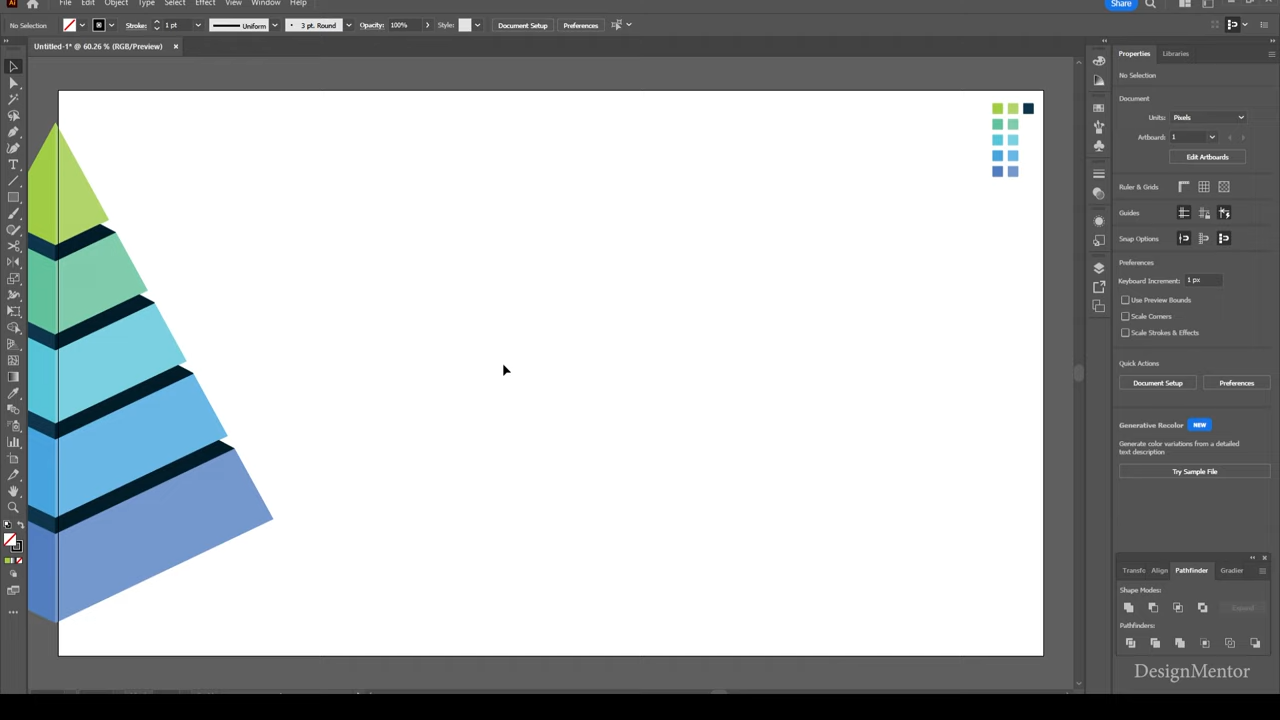 Ai File Edit Object Type Select Effect View Window Help Share
No Selection Stroke: 1 pt Uniform 3 pt. Round Opacity: 100% Style: Document Setup Preferences
Untitled-1* @ 60.26 % (RGB/Preview) ×
Properties Libraries
No Selection
Document
Units: Pixels
Artboard: 1
Edit Artboards
Ruler & Grids
Guides
Snap Options
Preferences
Keyboard Increment: 1 px
Use Preview Bounds
Scale Corners
Scale Strokes & Effects
Quick Actions
Document Setup Preferences
Generative Recolor NEW
Generate color variations from a detailed
text description
Try Sample File
Transfc Align Pathfinder Gradier
Shape Modes:
Expand
Pathfinders:
DesignMentor